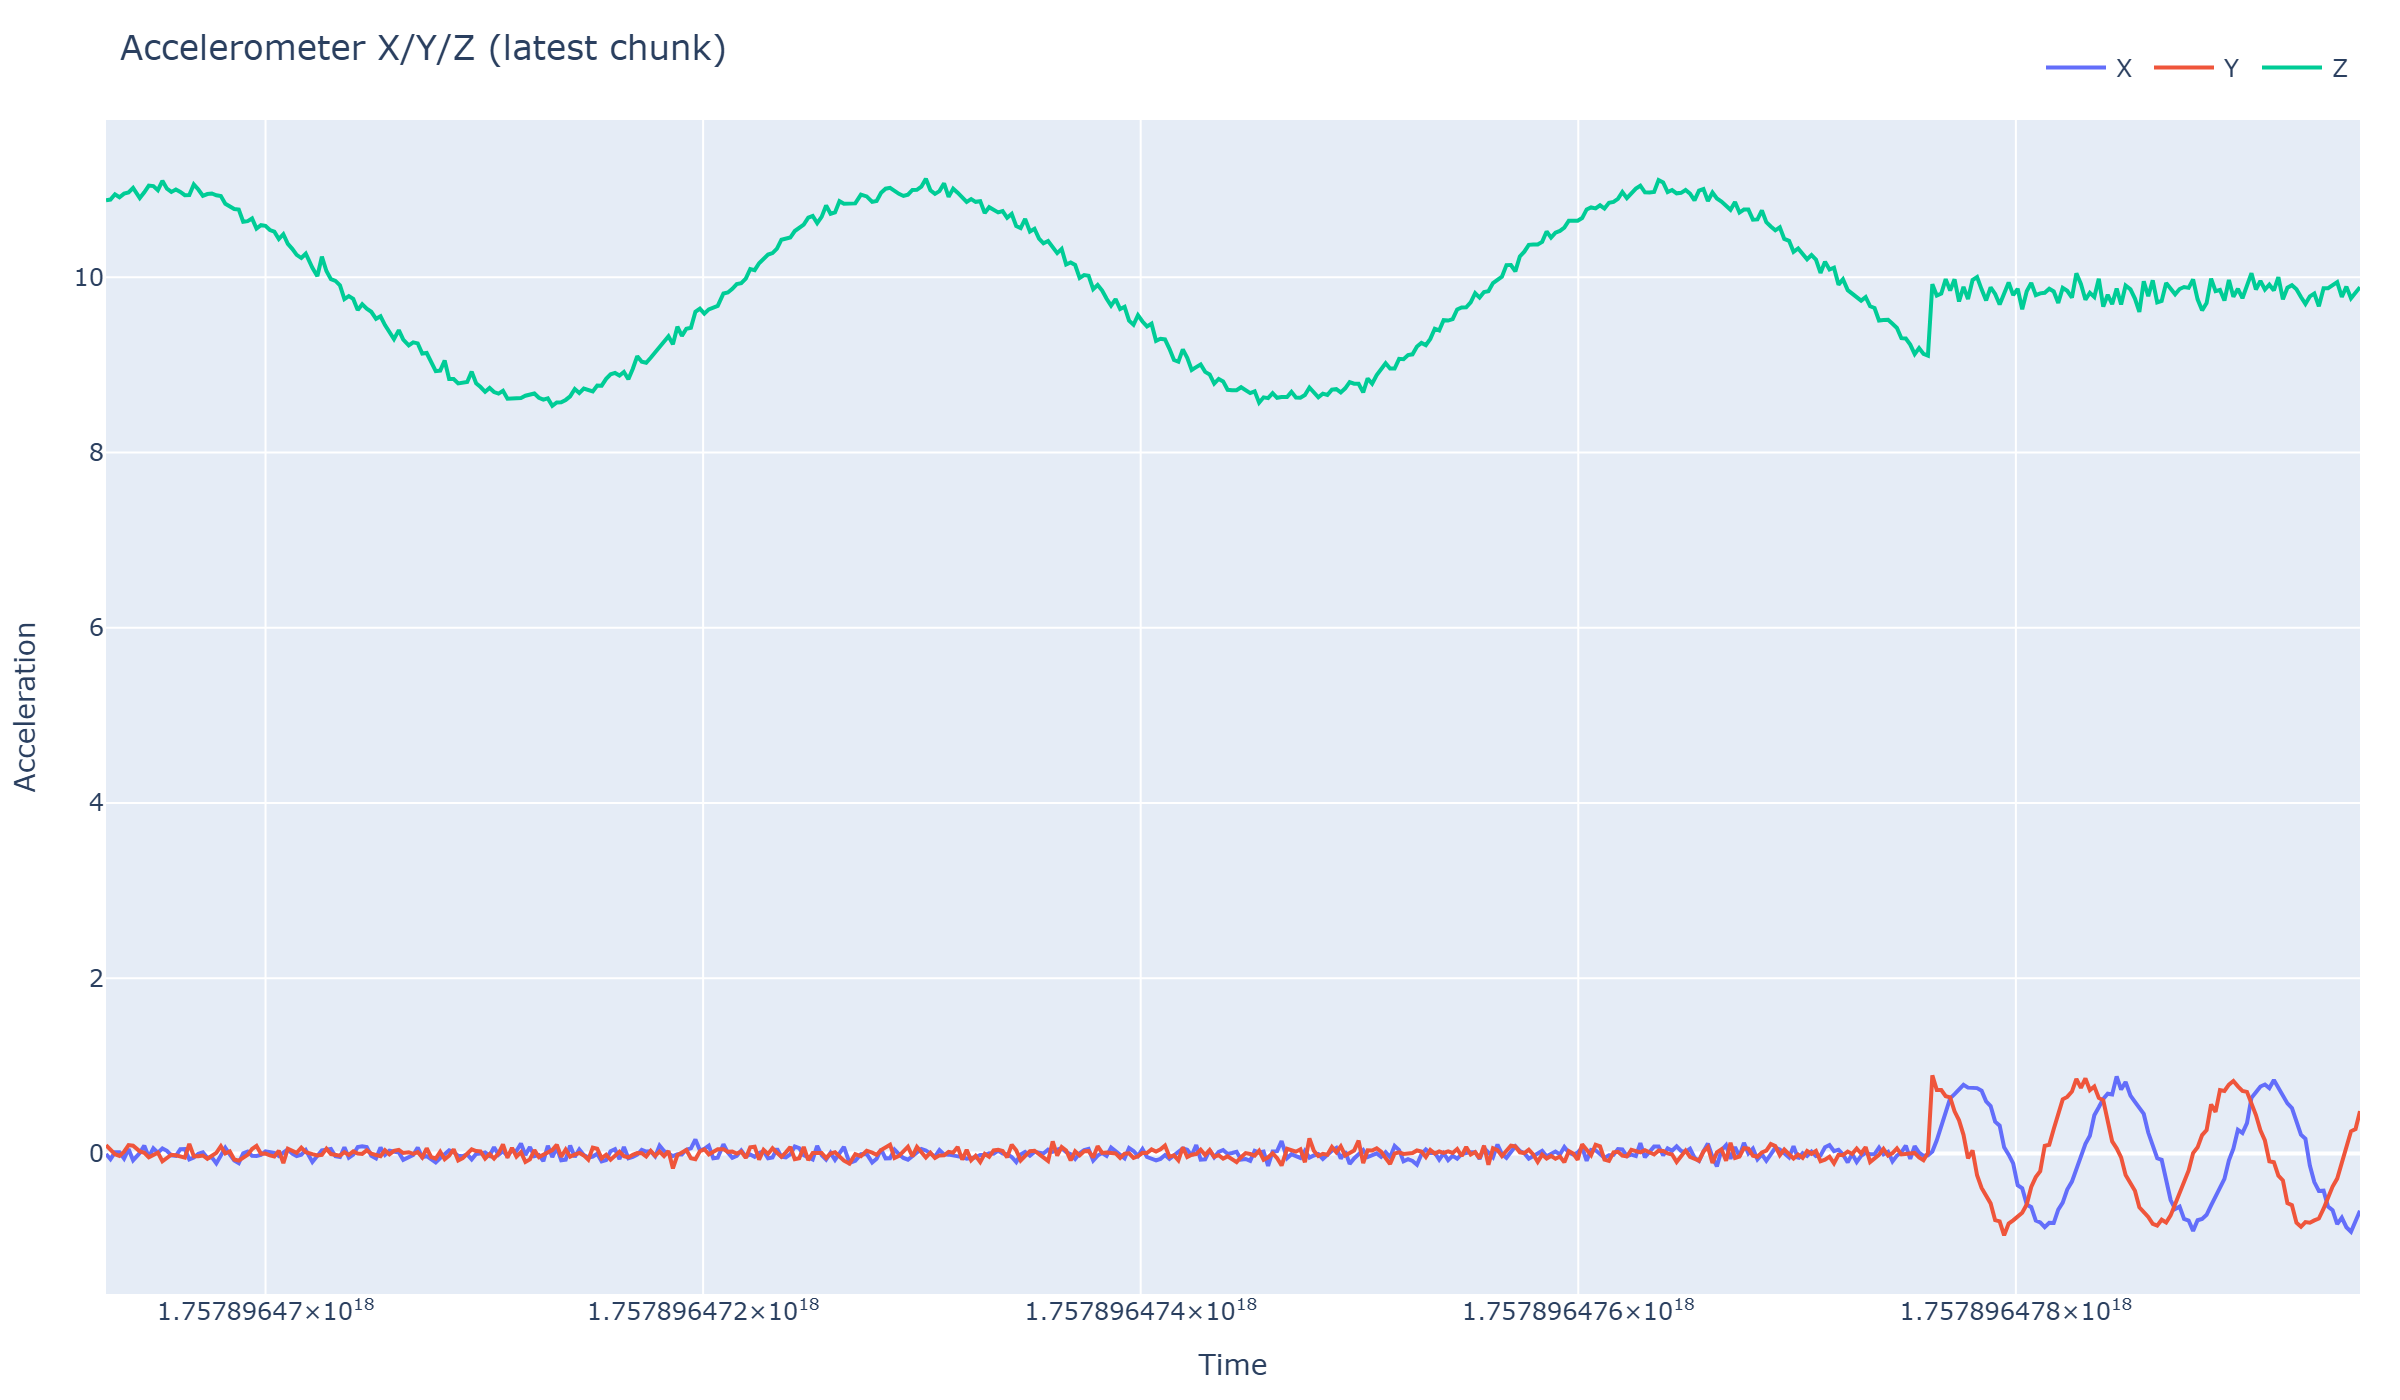 Accelerometer X/Y/Z (latest chunk)
X Y Z
10
8
6
4
2
0
Acceleration
1.75789647×10¹⁸ 1.757896472×10¹⁸ 1.757896474×10¹⁸ 1.757896476×10¹⁸ 1.757896478×10¹⁸
Time